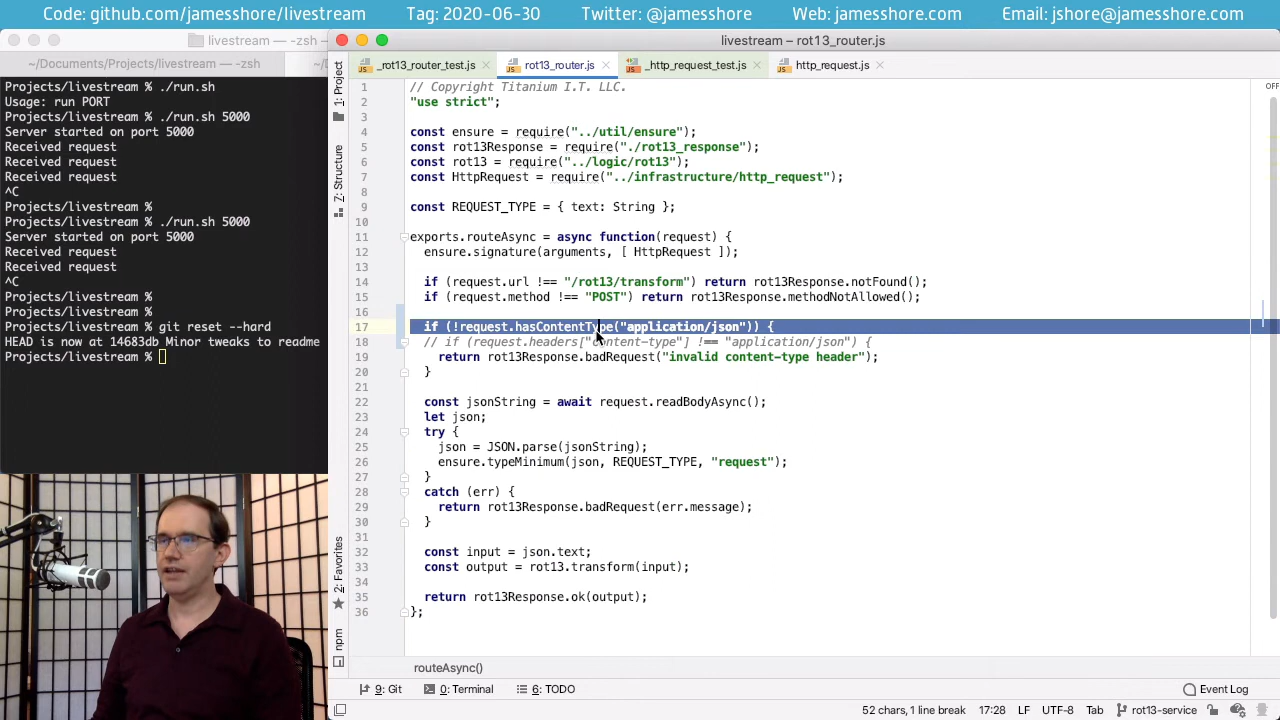 Code: github.com/jamesshore/livestream Tag: 2020-06-30 Twitter: @jamesshore Web: jamesshore.com Email: jshore@jamesshore.com
livestream — -zsh
~/Documents/Projects/livestream — -zsh
Projects/livestream % ./run.sh
Usage: run PORT
Projects/livestream % ./run.sh 5000
Server started on port 5000
Received request
Received request
Received request
^C
Projects/livestream %
Projects/livestream % ./run.sh 5000
Server started on port 5000
Received request
Received request
^C
Projects/livestream %
Projects/livestream %
Projects/livestream % git reset --hard
HEAD is now at 14683db Minor tweaks to readme
Projects/livestream %
livestream – rot13_router.js
_rot13_router_test.js rot13_router.js _http_request_test.js http_request.js
1: Project
7: Structure
2: Favorites
npm
OFF
1 // Copyright Titanium I.T. LLC.
2 "use strict";
3
4 const ensure = require("../util/ensure");
5 const rot13Response = require("./rot13_response");
6 const rot13 = require("../logic/rot13");
7 const HttpRequest = require("../infrastructure/http_request");
8
9 const REQUEST_TYPE = { text: String };
10
11 exports.routeAsync = async function(request) {
12 ensure.signature(arguments, [ HttpRequest ]);
13
14 if (request.url !== "/rot13/transform") return rot13Response.notFound();
15 if (request.method !== "POST") return rot13Response.methodNotAllowed();
16
17 if (!request.hasContentType("application/json")) {
18 // if (request.headers["content-type"] !== "application/json") {
19 return rot13Response.badRequest("invalid content-type header");
20 }
21
22 const jsonString = await request.readBodyAsync();
23 let json;
24 try {
25 json = JSON.parse(jsonString);
26 ensure.typeMinimum(json, REQUEST_TYPE, "request");
27 }
28 catch (err) {
29 return rot13Response.badRequest(err.message);
30 }
31
32 const input = json.text;
33 const output = rot13.transform(input);
34
35 return rot13Response.ok(output);
36 };
routeAsync()
9: Git 0: Terminal 6: TODO Event Log
52 chars, 1 line break 17:28 LF UTF-8 Tab rot13-service